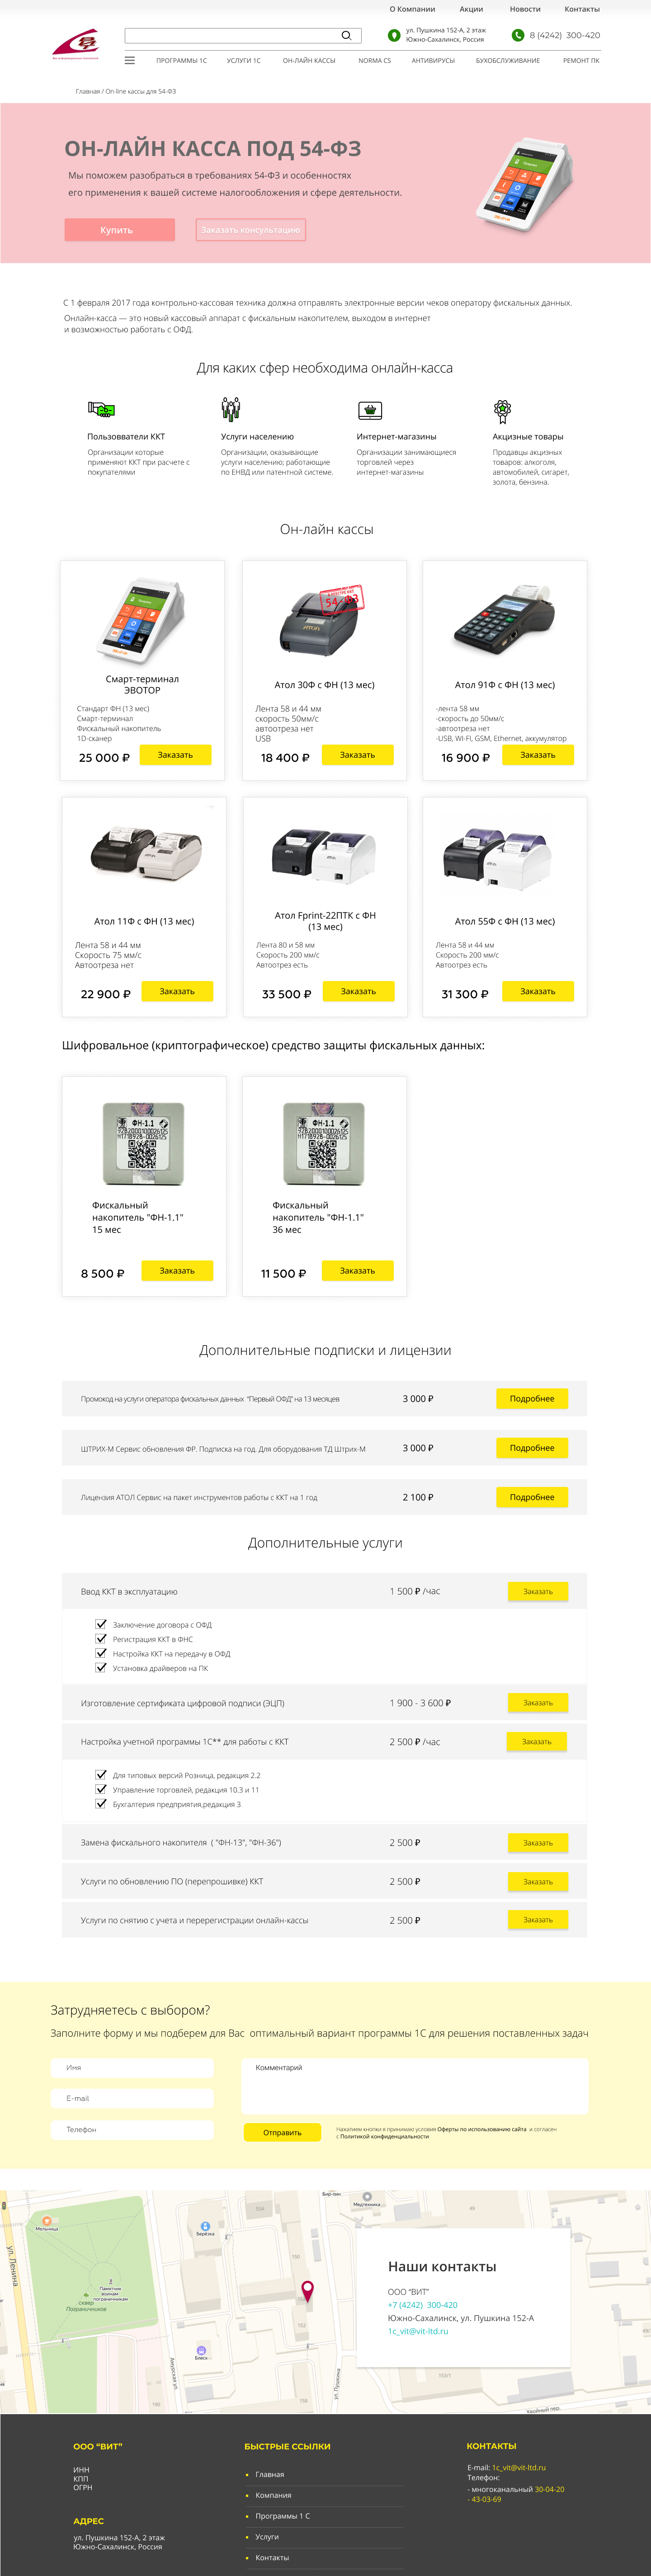 О Компании Акции Новости Контакты
ул. Пушкина 152-А, 2 этаж
Южно-Сахалинск, Россия
8 (4242) 300-420
ПРОГРАММЫ 1С УСЛУГИ 1С ОН-ЛАЙН КАССЫ NORMA CS АНТИВИРУСЫ БУХОБСЛУЖИВАНИЕ РЕМОНТ ПК
Главная / On-line кассы для 54-ФЗ
ОН-ЛАЙН КАССА ПОД 54-ФЗ
Мы поможем разобраться в требованиях 54-ФЗ и особенностях
его применения к вашей системе налогообложения и сфере деятельности.
Купить
Заказать консультацию
С 1 февраля 2017 года контрольно-кассовая техника должна отправлять электронные версии чеков оператору фискальных данных.
Онлайн-касса — это новый кассовый аппарат с фискальным накопителем, выходом в интернет
и возможностью работать с ОФД.
Для каких сфер необходима онлайн-касса
Пользовватели ККТ
Организации которые
применяют ККТ при расчете с
покупателями
Услуги населению
Организации, оказывающие
услуги населению; работающие
по ЕНВД или патентной системе.
Интернет-магазины
Организации занимающиеся
торговлей через
интернет-магазины
Акцизные товары
Продавцы акцизных
товаров: алкоголя,
автомобилей, сигарет,
золота, бензина.
Он-лайн кассы
Смарт-терминал
ЭВОТОР
Стандарт ФН (13 мес)
Смарт-терминал
Фискальный накопитель
1D-сканер
25 000 ₽
Заказать
Атол 30Ф с ФН (13 мес)
Лента 58 и 44 мм
скорость 50мм/с
автоотреза нет
USB
18 400 ₽
Заказать
Атол 91Ф с ФН (13 мес)
-лента 58 мм
-скорость до 50мм/с
-автоотреза нет
-USB, WI-FI, GSM, Ethernet, аккумулятор
16 900 ₽
Заказать
Атол 11Ф с ФН (13 мес)
Лента 58 и 44 мм
Скорость 75 мм/с
Автоотреза нет
22 900 ₽
Заказать
Атол Fprint-22ПТК с ФН
(13 мес)
Лента 80 и 58 мм
Скорость 200 мм/с
Автоотрез есть
33 500 ₽
Заказать
Атол 55Ф с ФН (13 мес)
Лента 58 и 44 мм
Скорость 200 мм/с
Автоотрез есть
31 300 ₽
Заказать
Шифровальное (криптографическое) средство защиты фискальных данных:
ФН-1.1
ФН-1.1
Фискальный
накопитель "ФН-1.1"
15 мес
8 500 ₽
Заказать
Фискальный
накопитель "ФН-1.1"
36 мес
11 500 ₽
Заказать
Дополнительные подписки и лицензии
Промокод на услуги оператора фискальных данных "Первый ОФД" на 13 месяцев 3 000 ₽ Подробнее
ШТРИХ-М Сервис обновления ФР. Подписка на год. Для оборудования ТД Штрих-М 3 000 ₽ Подробнее
Лицензия АТОЛ Сервис на пакет инструментов работы с ККТ на 1 год 2 100 ₽ Подробнее
Дополнительные услуги
Ввод ККТ в эксплуатацию 1 500 ₽ /час Заказать
Заключение договора с ОФД
Регистрация ККТ в ФНС
Настройка ККТ на передачу в ОФД
Установка драйверов на ПК
Изготовление сертификата цифровой подписи (ЭЦП) 1 900 - 3 600 ₽ Заказать
Настройка учетной программы 1С** для работы с ККТ 2 500 ₽ /час Заказать
Для типовых версий Розница, редакция 2.2
Управление торговлей, редакция 10.3 и 11
Бухгалтерия предприятия,редакция 3
Замена фискального накопителя ( "ФН-13", "ФН-36") 2 500 ₽ Заказать
Услуги по обновлению ПО (перепрошивке) ККТ 2 500 ₽ Заказать
Услуги по снятию с учета и перерегистрации онлайн-кассы 2 500 ₽ Заказать
Затрудняетесь с выбором?
Заполните форму и мы подберем для Вас оптимальный вариант программы 1С для решения поставленных задач
Имя
E-mail
Телефон
Комментарий
Отправить
Нажатием кнопки я принимаю условия Оферты по использованию сайта и согласен
с Политикой конфиденциальности
Медтехника
Мельница
Берёзка
ул. Ленина
Памятник
воинам
пограничникам
сквер
Пограничников
Блеск
Амурская ул.
ул. Пушкина
Наши контакты
ООО "ВИТ"
+7 (4242) 300-420
Южно-Сахалинск, ул. Пушкина 152-А
1c_vit@vit-ltd.ru
ООО "ВИТ"
ИНН
КПП
ОГРН
АДРЕС
ул. Пушкина 152-А, 2 этаж
Южно-Сахалинск, Россия
БЫСТРЫЕ ССЫЛКИ
Главная
Компания
Программы 1 С
Услуги
Контакты
КОНТАКТЫ
E-mail: 1c_vit@vit-ltd.ru
Телефон:
- многоканальный 30-04-20
- 43-03-69